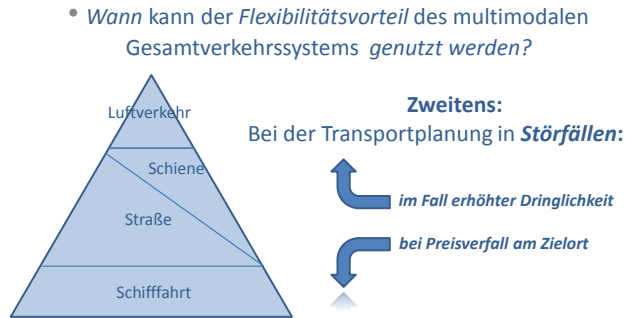 • Wann kann der Flexibilitätsvorteil des multimodalen
Gesamtverkehrssystems genutzt werden?
Luftverkehr
Schiene
Straße
Schifffahrt
Zweitens:
Bei der Transportplanung in Störfällen:
im Fall erhöhter Dringlichkeit
bei Preisverfall am Zielort